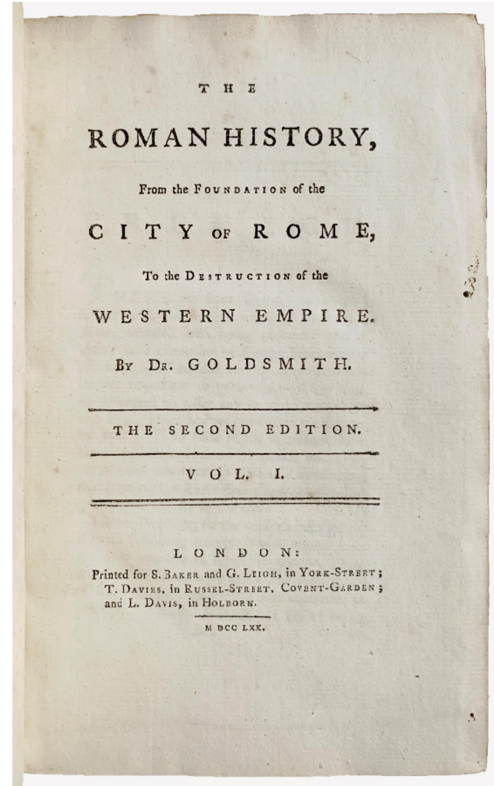 THE
ROMAN HISTORY,
From the FOUNDATION of the
CITY OF ROME,
To the DESTRUCTION of the
WESTERN EMPIRE.
BY DR. GOLDSMITH.
THE SECOND EDITION.
VOL. I.
LONDON:
Printed for S. BAKER and G. LEIGH, in YORK-STREET;
T. DAVIES, in RUSSEL-STREET, COVENT-GARDEN;
and L. DAVIS, in HOLBORN.
M DCC LXX.